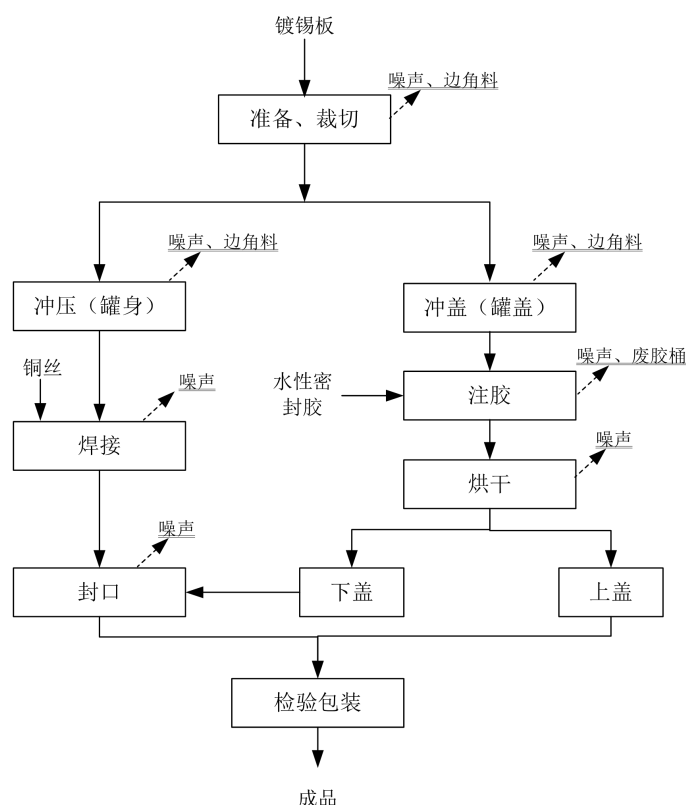 镀锡板
噪声、边角料
准备、裁切
噪声、边角料
噪声、边角料
冲压（罐身）
冲盖（罐盖）
噪声、废胶桶
铜丝
噪声
水性密
封胶
注胶
焊接
噪声
烘干
噪声
封口
下盖
上盖
检验包装
成品